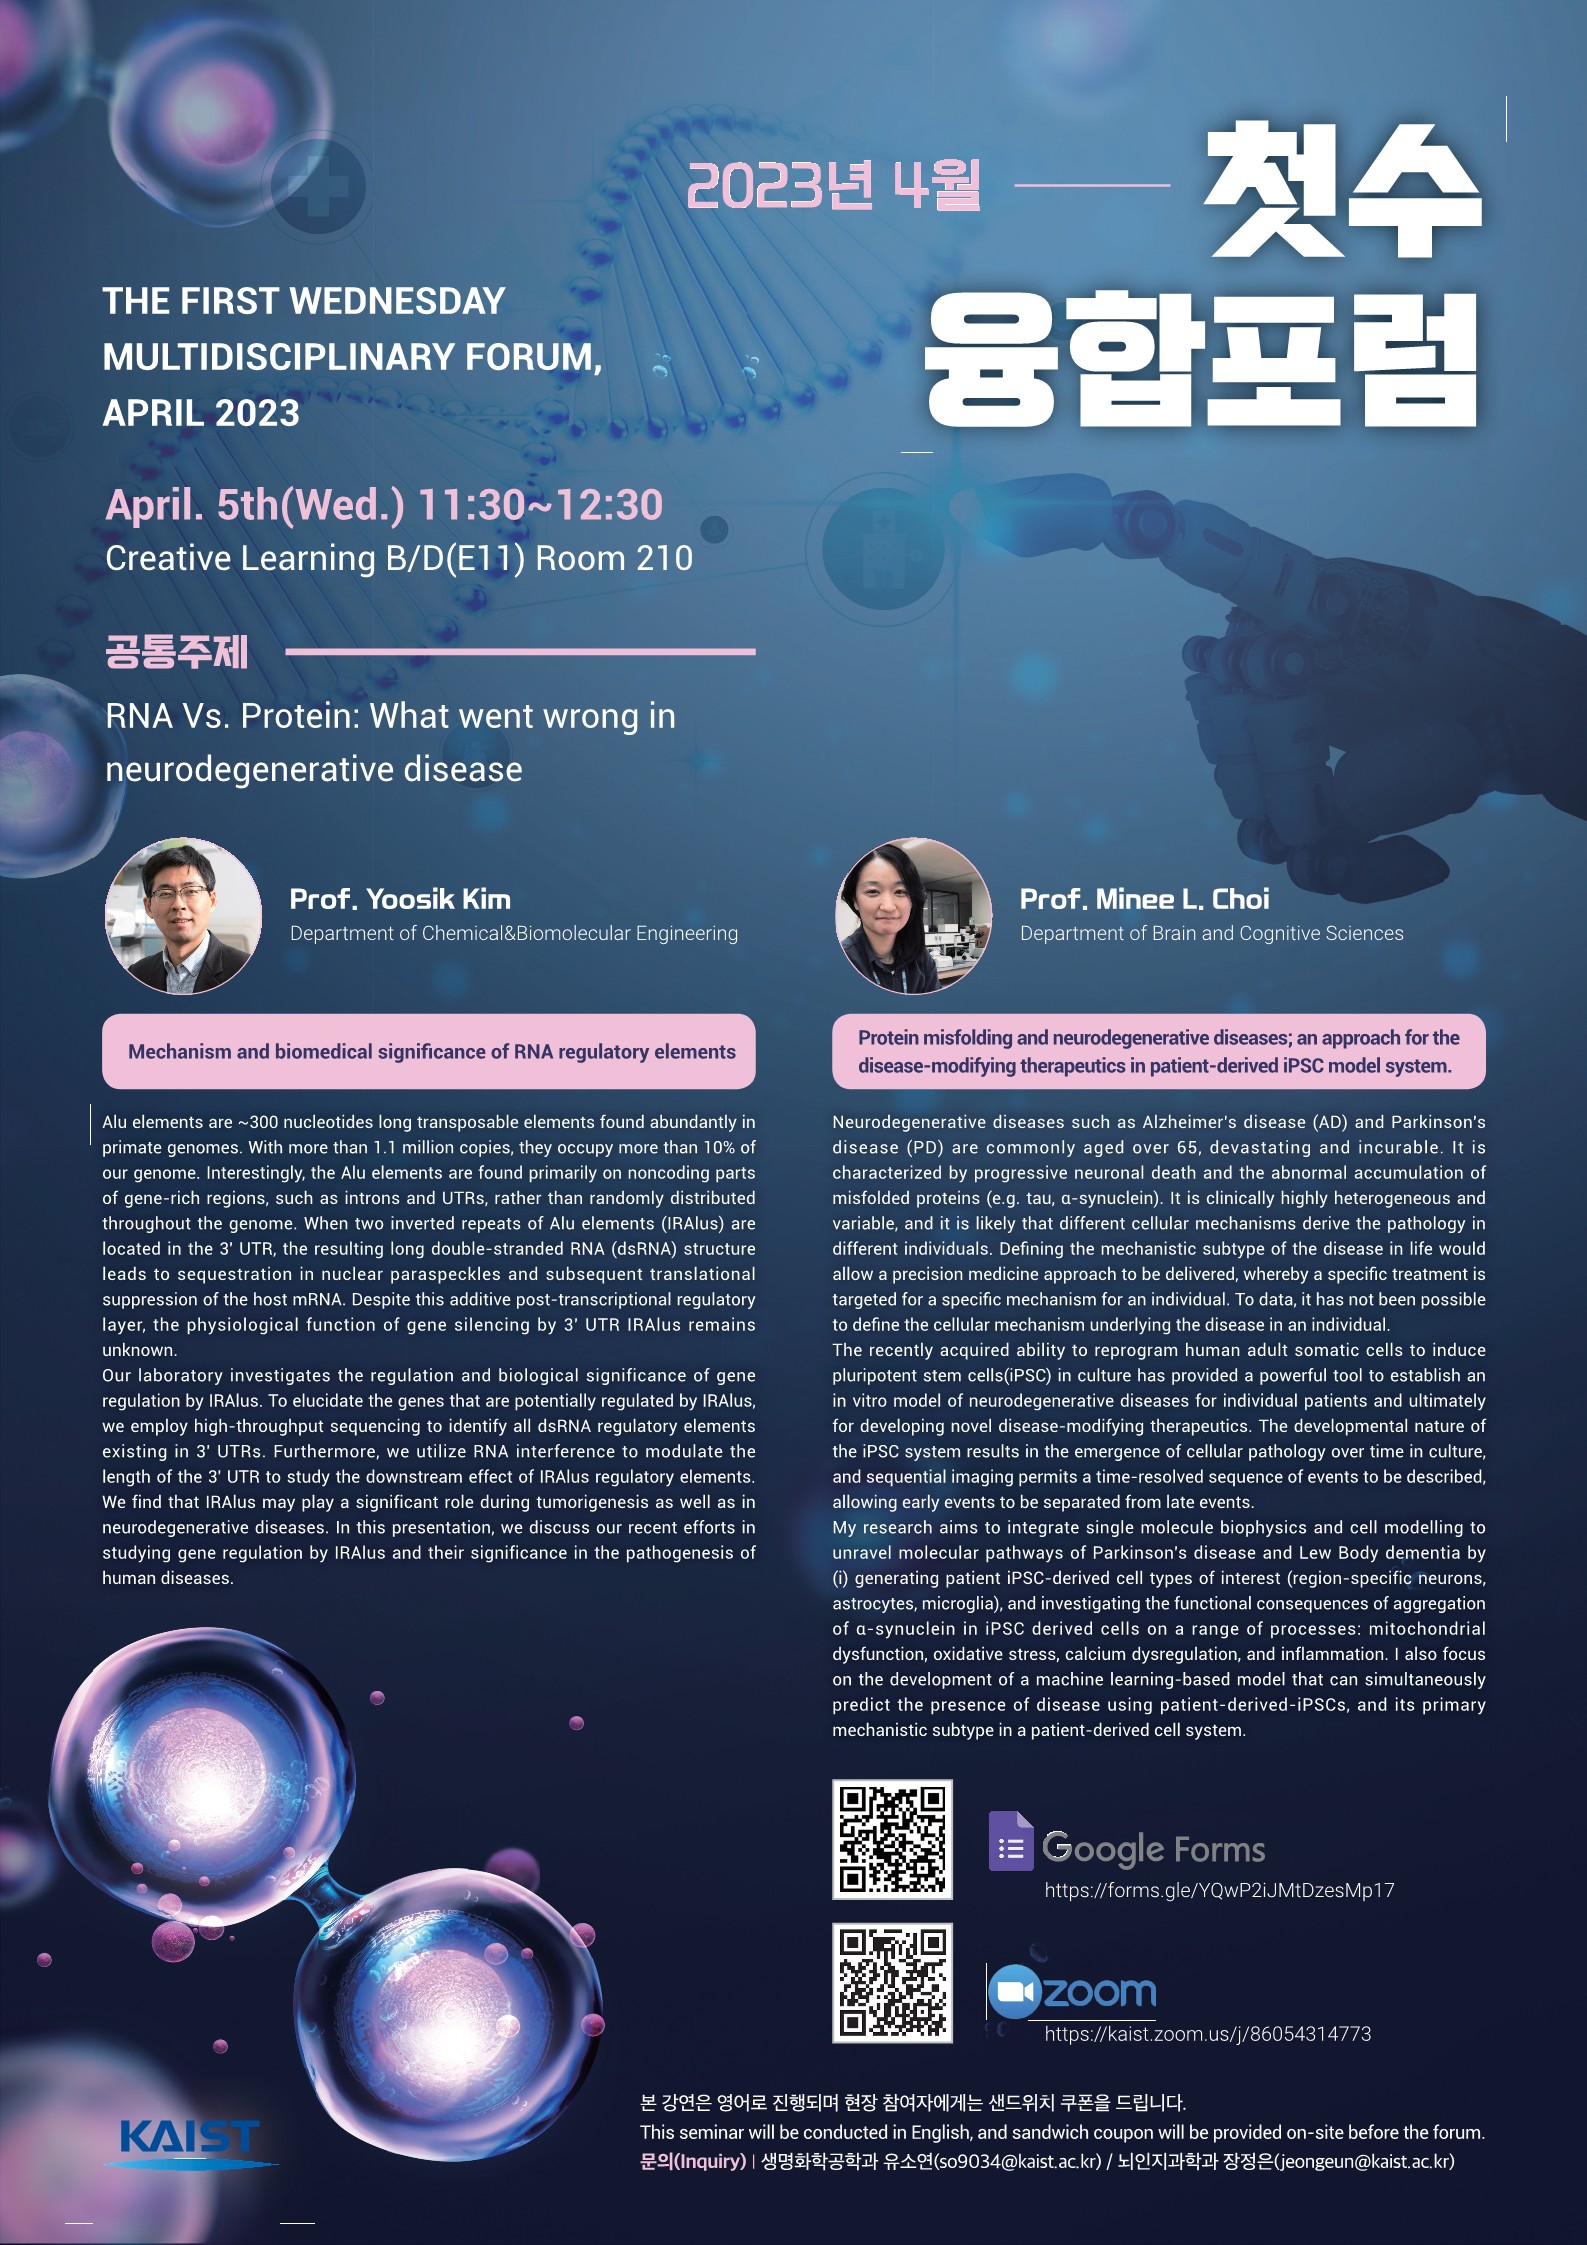 2023년 4월
첫수
융합포럼
THE FIRST WEDNESDAY
MULTIDISCIPLINARY FORUM,
APRIL 2023
April. 5th(Wed.) 11:30~12:30
Creative Learning B/D(E11) Room 210
공통주제
RNA Vs. Protein: What went wrong in
neurodegenerative disease
Prof. Yoosik Kim
Department of Chemical&Biomolecular Engineering
Mechanism and biomedical significance of RNA regulatory elements
Alu elements are ~300 nucleotides long transposable elements found abundantly in
primate genomes. With more than 1.1 million copies, they occupy more than 10% of
our genome. Interestingly, the Alu elements are found primarily on noncoding parts
of gene-rich regions, such as introns and UTRs, rather than randomly distributed
throughout the genome. When two inverted repeats of Alu elements (IRAlus) are
located in the 3' UTR, the resulting long double-stranded RNA (dsRNA) structure
leads to sequestration in nuclear paraspeckles and subsequent translational
suppression of the host mRNA. Despite this additive post-transcriptional regulatory
layer, the physiological function of gene silencing by 3' UTR IRAlus remains
unknown.
Our laboratory investigates the regulation and biological significance of gene
regulation by IRAlus. To elucidate the genes that are potentially regulated by IRAlus,
we employ high-throughput sequencing to identify all dsRNA regulatory elements
existing in 3' UTRs. Furthermore, we utilize RNA interference to modulate the
length of the 3' UTR to study the downstream effect of IRAlus regulatory elements.
We find that IRAlus may play a significant role during tumorigenesis as well as in
neurodegenerative diseases. In this presentation, we discuss our recent efforts in
studying gene regulation by IRAlus and their significance in the pathogenesis of
human diseases.
Prof. Minee L. Choi
Department of Brain and Cognitive Sciences
Protein misfolding and neurodegenerative diseases; an approach for the
disease-modifying therapeutics in patient-derived iPSC model system.
Neurodegenerative diseases such as Alzheimer's disease (AD) and Parkinson's
disease (PD) are commonly aged over 65, devastating and incurable. It is
characterized by progressive neuronal death and the abnormal accumulation of
misfolded proteins (e.g. tau, α-synuclein). It is clinically highly heterogeneous and
variable, and it is likely that different cellular mechanisms derive the pathology in
different individuals. Defining the mechanistic subtype of the disease in life would
allow a precision medicine approach to be delivered, whereby a specific treatment is
targeted for a specific mechanism for an individual. To data, it has not been possible
to define the cellular mechanism underlying the disease in an individual.
The recently acquired ability to reprogram human adult somatic cells to induce
pluripotent stem cells(iPSC) in culture has provided a powerful tool to establish an
in vitro model of neurodegenerative diseases for individual patients and ultimately
for developing novel disease-modifying therapeutics. The developmental nature of
the iPSC system results in the emergence of cellular pathology over time in culture,
and sequential imaging permits a time-resolved sequence of events to be described,
allowing early events to be separated from late events.
My research aims to integrate single molecule biophysics and cell modelling to
unravel molecular pathways of Parkinson's disease and Lew Body dementia by
(i) generating patient iPSC-derived cell types of interest (region-specific neurons,
astrocytes, microglia), and investigating the functional consequences of aggregation
of α-synuclein in iPSC derived cells on a range of processes: mitochondrial
dysfunction, oxidative stress, calcium dysregulation, and inflammation. I also focus
on the development of a machine learning-based model that can simultaneously
predict the presence of disease using patient-derived-iPSCs, and its primary
mechanistic subtype in a patient-derived cell system.
Google Forms
https://forms.gle/YQwP2iJMtDzesMp17
zoom
https://kaist.zoom.us/j/86054314773
본 강연은 영어로 진행되며 현장 참여자에게는 샌드위치 쿠폰을 드립니다.
This seminar will be conducted in English, and sandwich coupon will be provided on-site before the forum.
문의(Inquiry) | 생명화학공학과 유소연(so9034@kaist.ac.kr) / 뇌인지과학과 장정은(jeongeun@kaist.ac.kr)
KAIST